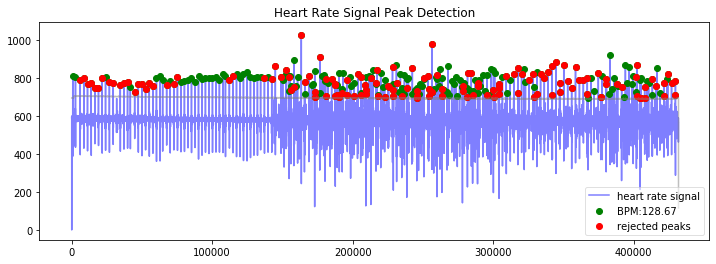 Heart Rate Signal Peak Detection
1000
800
600
400
200
0
0
100000
200000
300000
400000
heart rate signal
BPM:128.67
rejected peaks